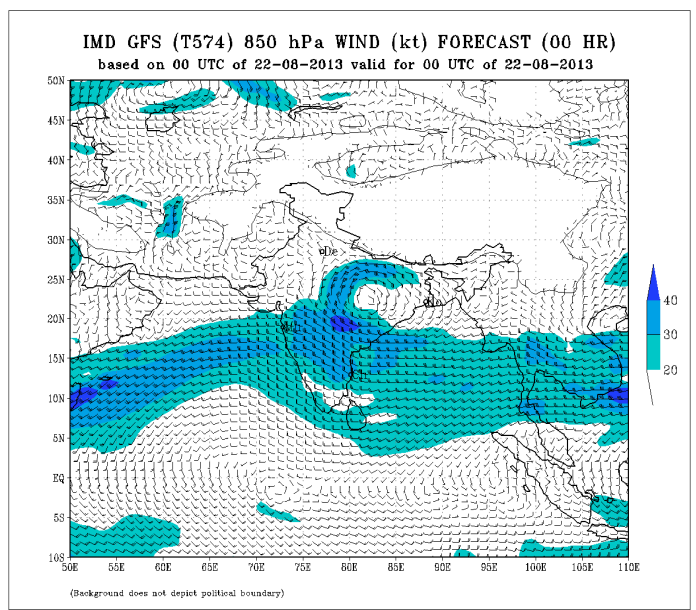 IMD GFS (T574) 850 hPa WIND (kt) FORECAST (00 HR)
based on 00 UTC of 22-08-2013 valid for 00 UTC of 22-08-2013
50N
45N
40N
35N
30N
25N
20N
15N
10N
5N
EQ
5S
10S
De
40
30
20
50E 55E 60E 65E 70E 75E 80E 85E 90E 95E 100E 105E 110E
(Background does not depict political boundary)